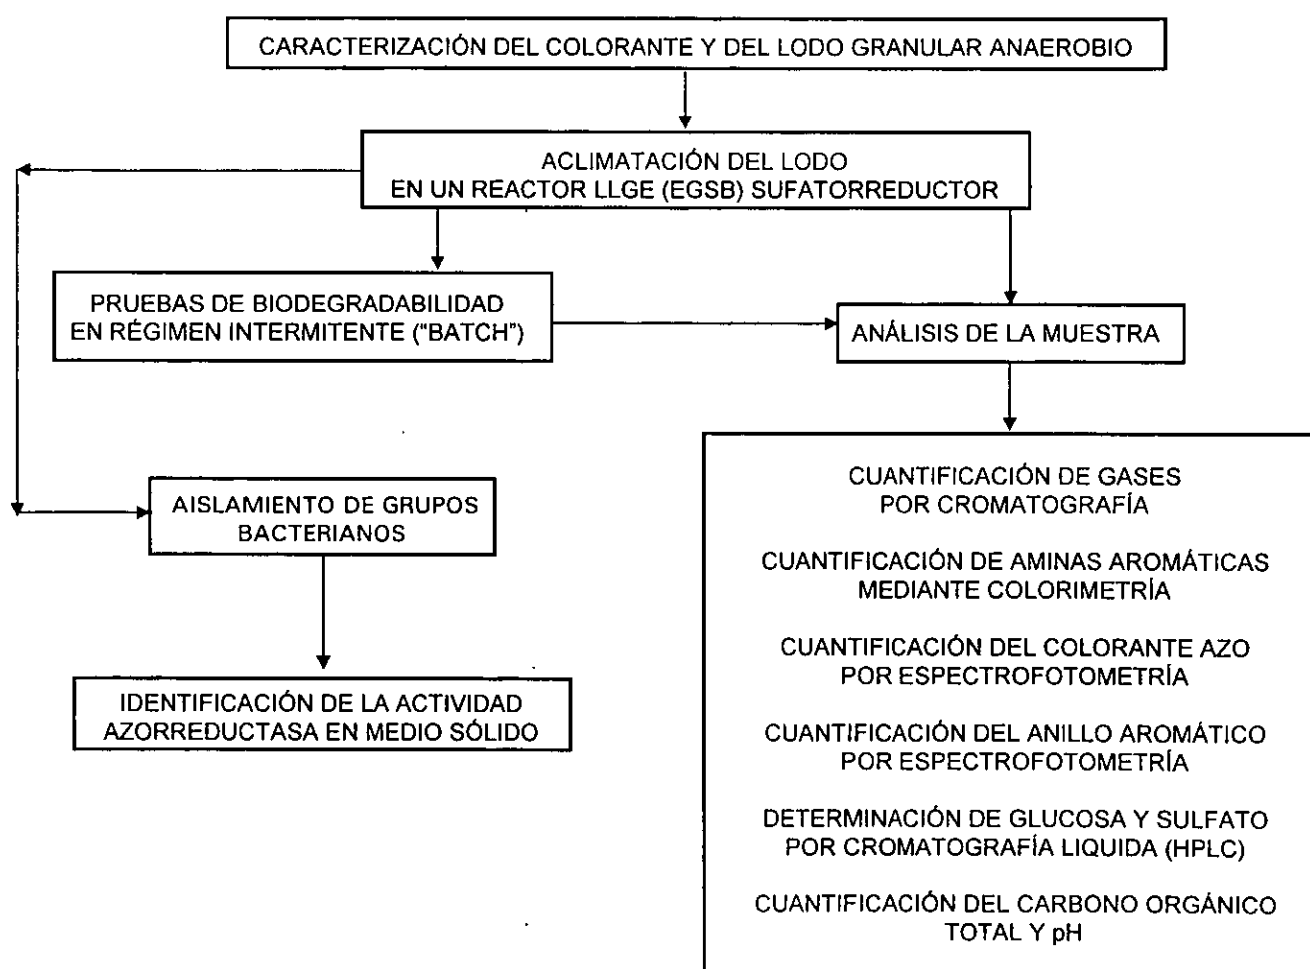 CARACTERIZACIÓN DEL COLORANTE Y DEL LODO GRANULAR ANAEROBIO
ACLIMATACIÓN DEL LODO
EN UN REACTOR LLGE (EGSB) SUFATORREDUCTOR
PRUEBAS DE BIODEGRADABILIDAD
EN RÉGIMEN INTERMITENTE ("BATCH")
ANÁLISIS DE LA MUESTRA
AISLAMIENTO DE GRUPOS
BACTERIANOS
IDENTIFICACIÓN DE LA ACTIVIDAD
AZORREDUCTASA EN MEDIO SÓLIDO
CUANTIFICACIÓN DE GASES
POR CROMATOGRAFÍA
CUANTIFICACIÓN DE AMINAS AROMÁTICAS
MEDIANTE COLORIMETRÍA
CUANTIFICACIÓN DEL COLORANTE AZO
POR ESPECTROFOTOMETRÍA
CUANTIFICACIÓN DEL ANILLO AROMÁTICO
POR ESPECTROFOTOMETRÍA
DETERMINACIÓN DE GLUCOSA Y SULFATO
POR CROMATOGRAFÍA LIQUIDA (HPLC)
CUANTIFICACIÓN DEL CARBONO ORGÁNICO
TOTAL Y pH